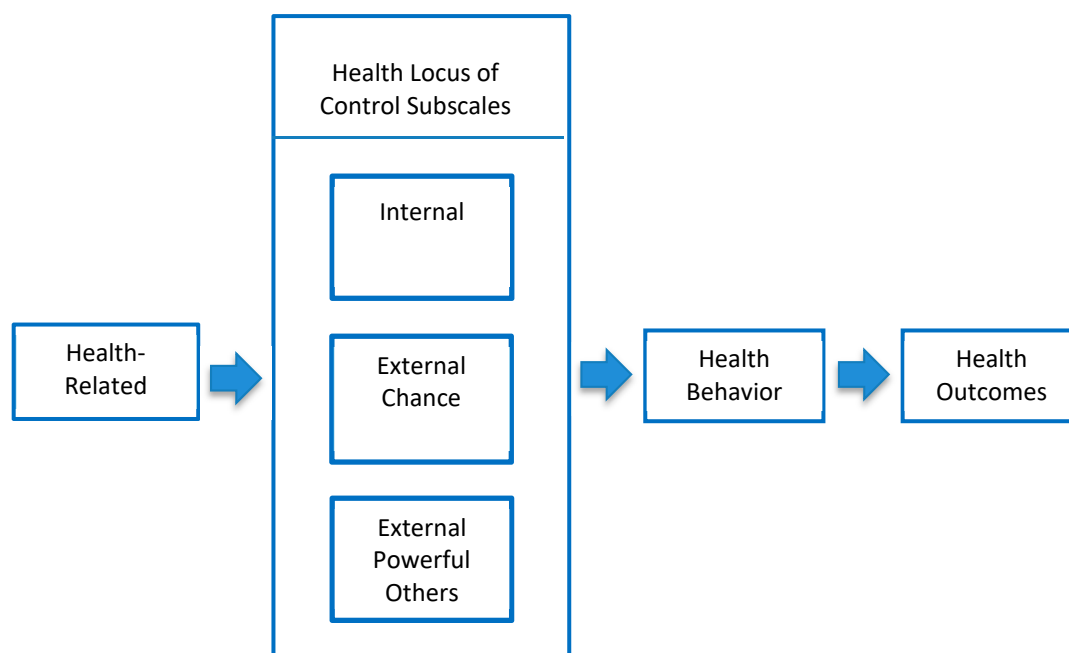 Health Locus of
Control Subscales
Internal
Health-
Related
External
Chance
Health
Behavior
Health
Outcomes
External
Powerful
Others